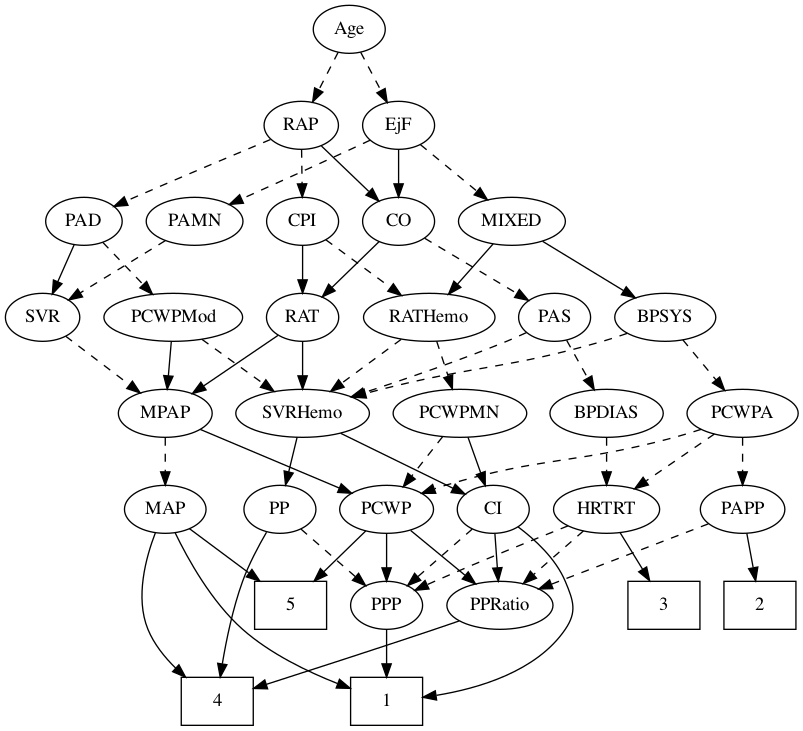 Age
RAP
EjF
PAD
PAMN
CPI
CO
MIXED
SVR
PCWPMod
RAT
RATHemo
PAS
BPSYS
MPAP
SVRHemo
PCWPMN
BPDIAS
PCWPA
MAP
PP
PCWP
CI
HRTRT
PAPP
5
PPP
PPRatio
3
2
4
1